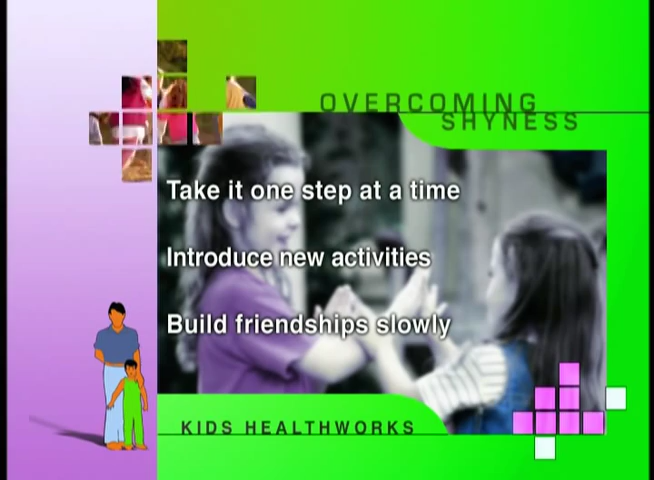 OVERCOMING
SHYNESS
Take it one step at a time
Introduce new activities
Build friendships slowly
KIDS HEALTHWORKS